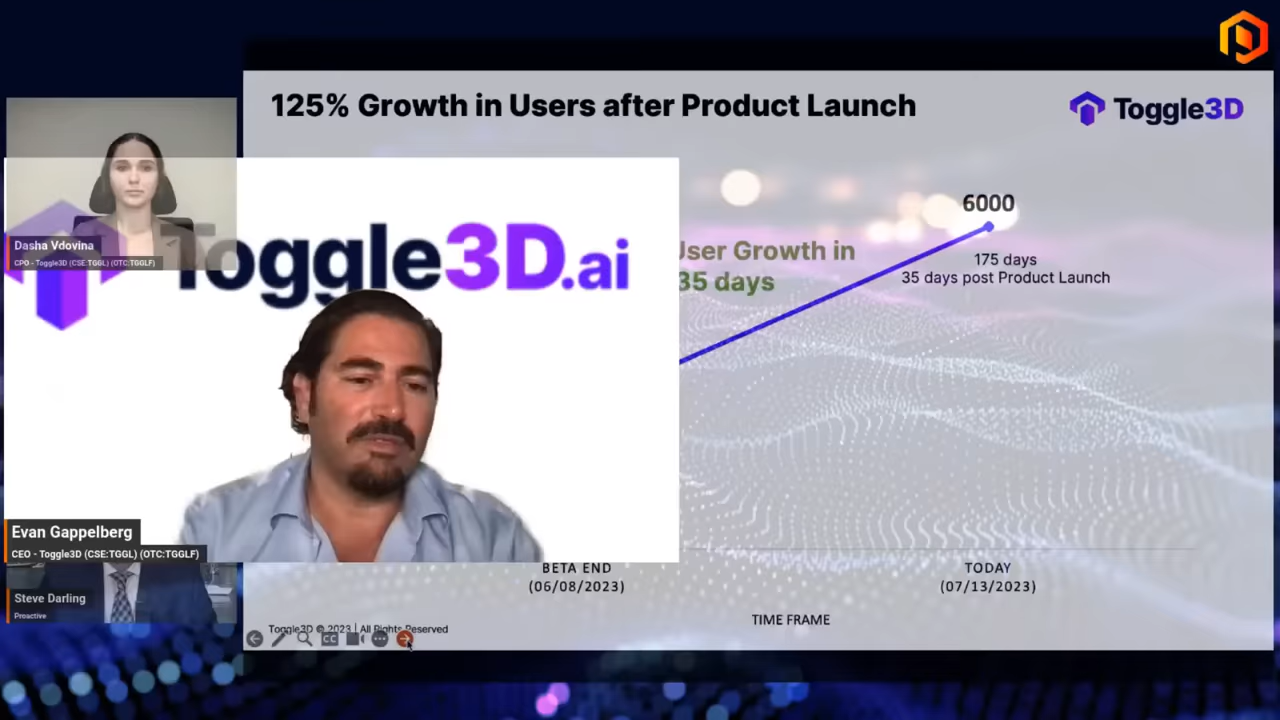 125% Growth in Users after Product Launch
Toggle3D
Dasha Vdovina
CPO - Toggle3D (CSE:TGGL) (OTC:TGGLF)
Toggle3D.ai
User Growth in
35 days
6000
175 days
35 days post Product Launch
Evan Gappelberg
CEO - Toggle3D (CSE:TGGL) (OTC:TGGLF)
Steve Darling
Proactive
BETA END
(06/08/2023)
TODAY
(07/13/2023)
TIME FRAME
Toggle3D © 2023 | All Rights Reserved
CC